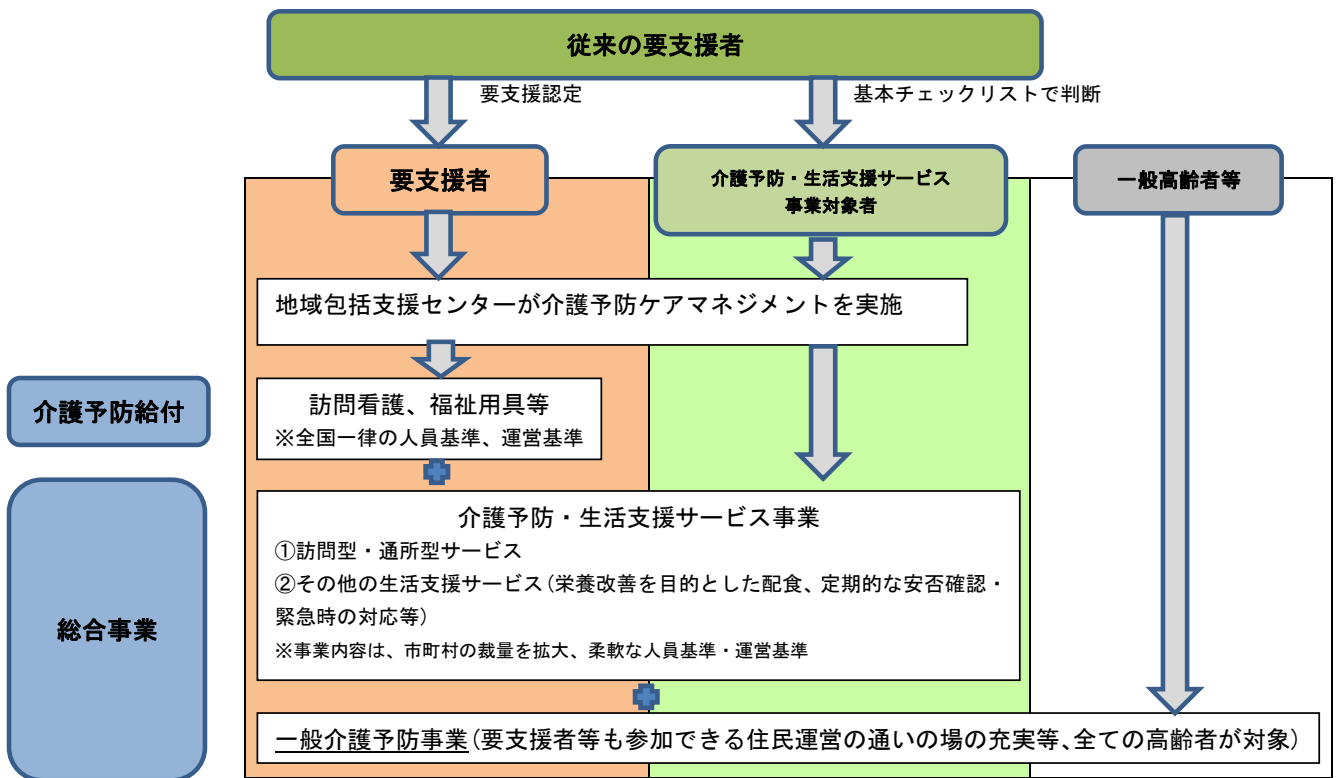 従来の要支援者
要支援認定
基本チェックリストで判断
要支援者
介護予防・生活支援サービス
事業対象者
一般高齢者等
地域包括支援センターが介護予防ケアマネジメントを実施
介護予防給付
訪問看護、福祉用具等
※全国一律の人員基準、運営基準
総合事業
介護予防・生活支援サービス事業
①訪問型・通所型サービス
②その他の生活支援サービス(栄養改善を目的とした配食、定期的な安否確認・
緊急時の対応等)
※事業内容は、市町村の裁量を拡大、柔軟な人員基準・運営基準
一般介護予防事業(要支援者等も参加できる住民運営の通いの場の充実等、全ての高齢者が対象)